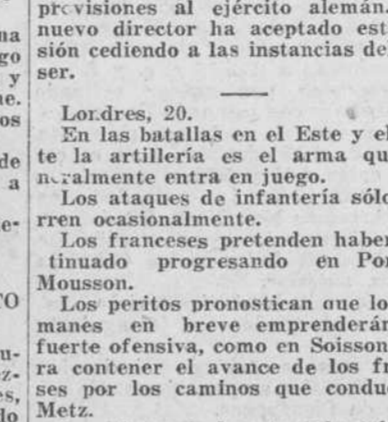 provisiones al ejército alemán.
nuevo director ha aceptado est
sión cediendo a las instancias de
ser.
Londres, 20.
En las batallas en el Este y el
te la artillería es el arma qu
neralmente entra en juego.
Los ataques de infantería sólo
rren ocasionalmente.
Los franceses pretenden haber
tinuado progresando en Pon
Mousson.
Los peritos pronostican que lo
manes en breve emprenderán
fuerte ofensiva, como en Soisson
ra contener el avance de los fr
ses por los caminos que conduc
Metz.